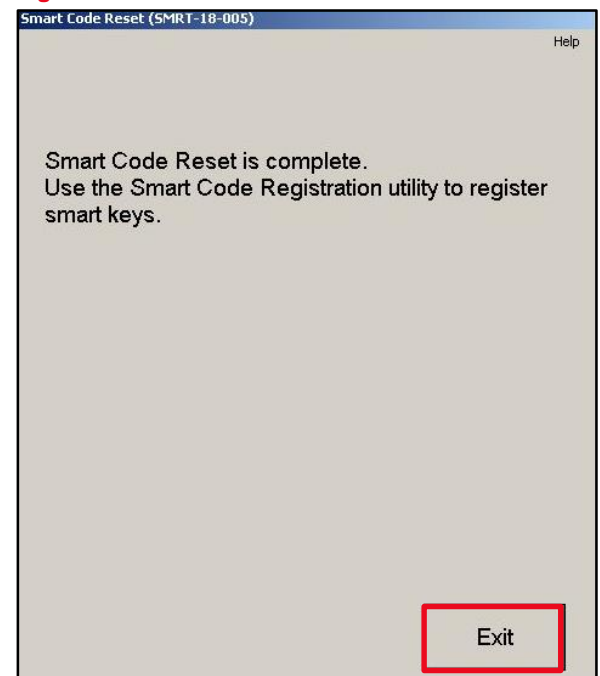 Smart Code Reset (SMRT-18-005)
Help
Smart Code Reset is complete.
Use the Smart Code Registration utility to register
smart keys.
Exit